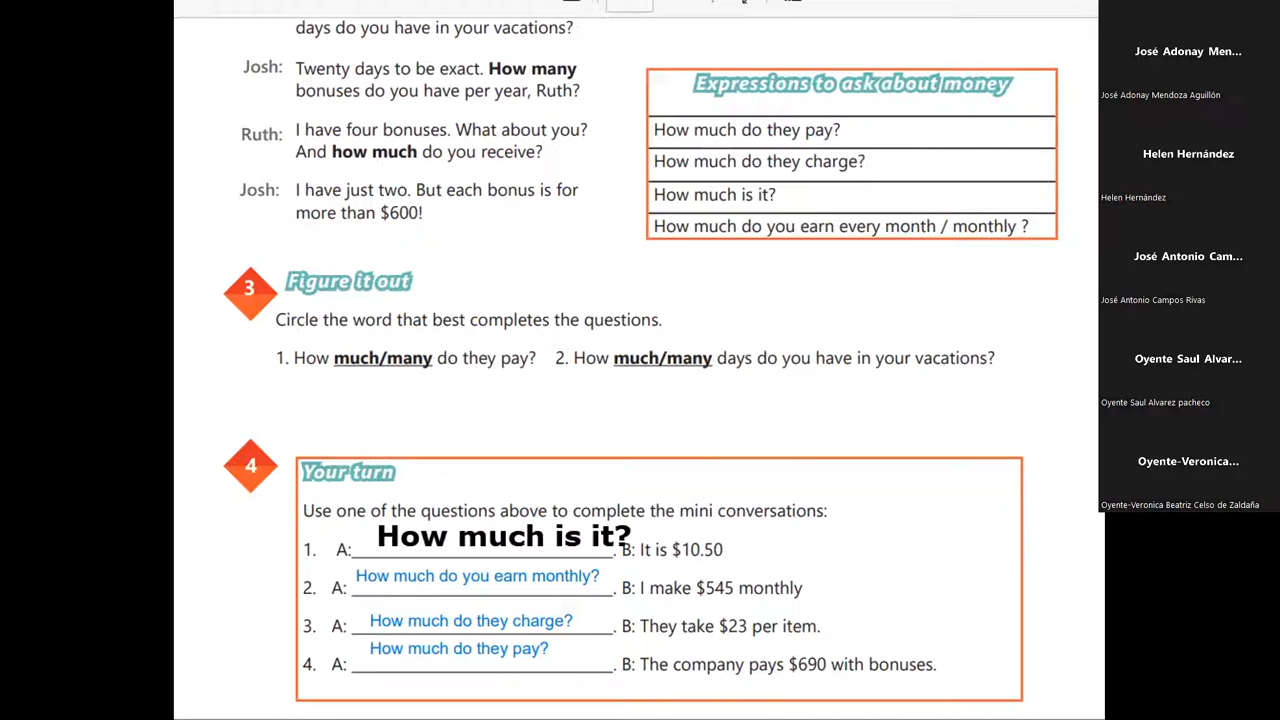 days do you have in your vacations?
Josh: Twenty days to be exact. How many
bonuses do you have per year, Ruth?
Ruth: I have four bonuses. What about you?
And how much do you receive?
Josh: I have just two. But each bonus is for
more than $600!
Expressions to ask about money
How much do they pay?
How much do they charge?
How much is it?
How much do you earn every month / monthly ?
3 Figure it out
Circle the word that best completes the questions.
1. How much/many do they pay? 2. How much/many days do you have in your vacations?
4 Your turn
Use one of the questions above to complete the mini conversations:
1. A: How much is it? B: It is $10.50
2. A: How much do you earn monthly? B: I make $545 monthly
3. A: How much do they charge? B: They take $23 per item.
4. A: How much do they pay? B: The company pays $690 with bonuses.
José Adonay Men...
José Adonay Mendoza Aguillón
Helen Hernández
Helen Hernández
José Antonio Cam...
José Antonio Campos Rivas
Oyente Saul Alvar...
Oyente Saul Alvarez pacheco
Oyente-Veronica...
Oyente-Veronica Beatriz Celso de Zaldaña